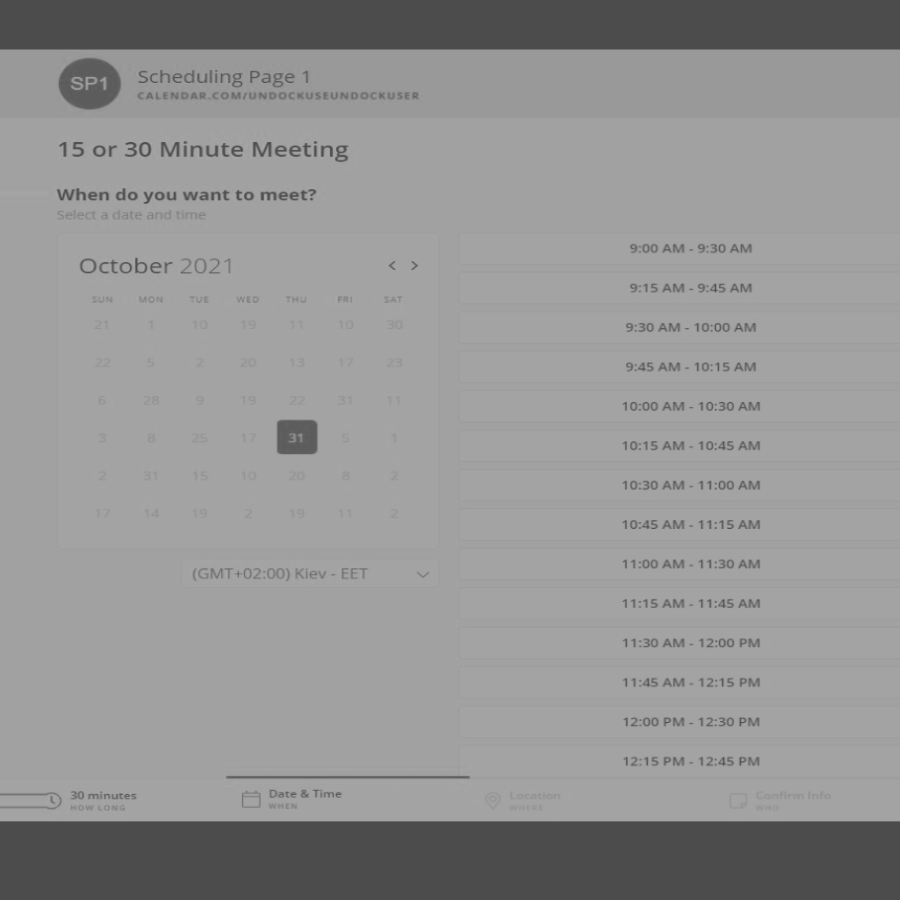 SP1
Scheduling Page 1
CALENDAR.COM/UNDOCKUSEUNDOCKUSER
15 or 30 Minute Meeting
When do you want to meet?
Select a date and time
October 2021 < >
SUN MON TUE WED THU FRI SAT
21 1 10 19 11 10 30
22 5 2 20 13 17 23
6 28 9 19 22 31 11
3 8 25 17 31 5 1
2 31 15 10 20 8 2
17 14 19 2 19 11 2
(GMT+02:00) Kiev - EET
9:00 AM - 9:30 AM
9:15 AM - 9:45 AM
9:30 AM - 10:00 AM
9:45 AM - 10:15 AM
10:00 AM - 10:30 AM
10:15 AM - 10:45 AM
10:30 AM - 11:00 AM
10:45 AM - 11:15 AM
11:00 AM - 11:30 AM
11:15 AM - 11:45 AM
11:30 AM - 12:00 PM
11:45 AM - 12:15 PM
12:00 PM - 12:30 PM
12:15 PM - 12:45 PM
30 minutes
HOW LONG
Date & Time
WHEN
Location
WHERE
Confirm Info
WHO